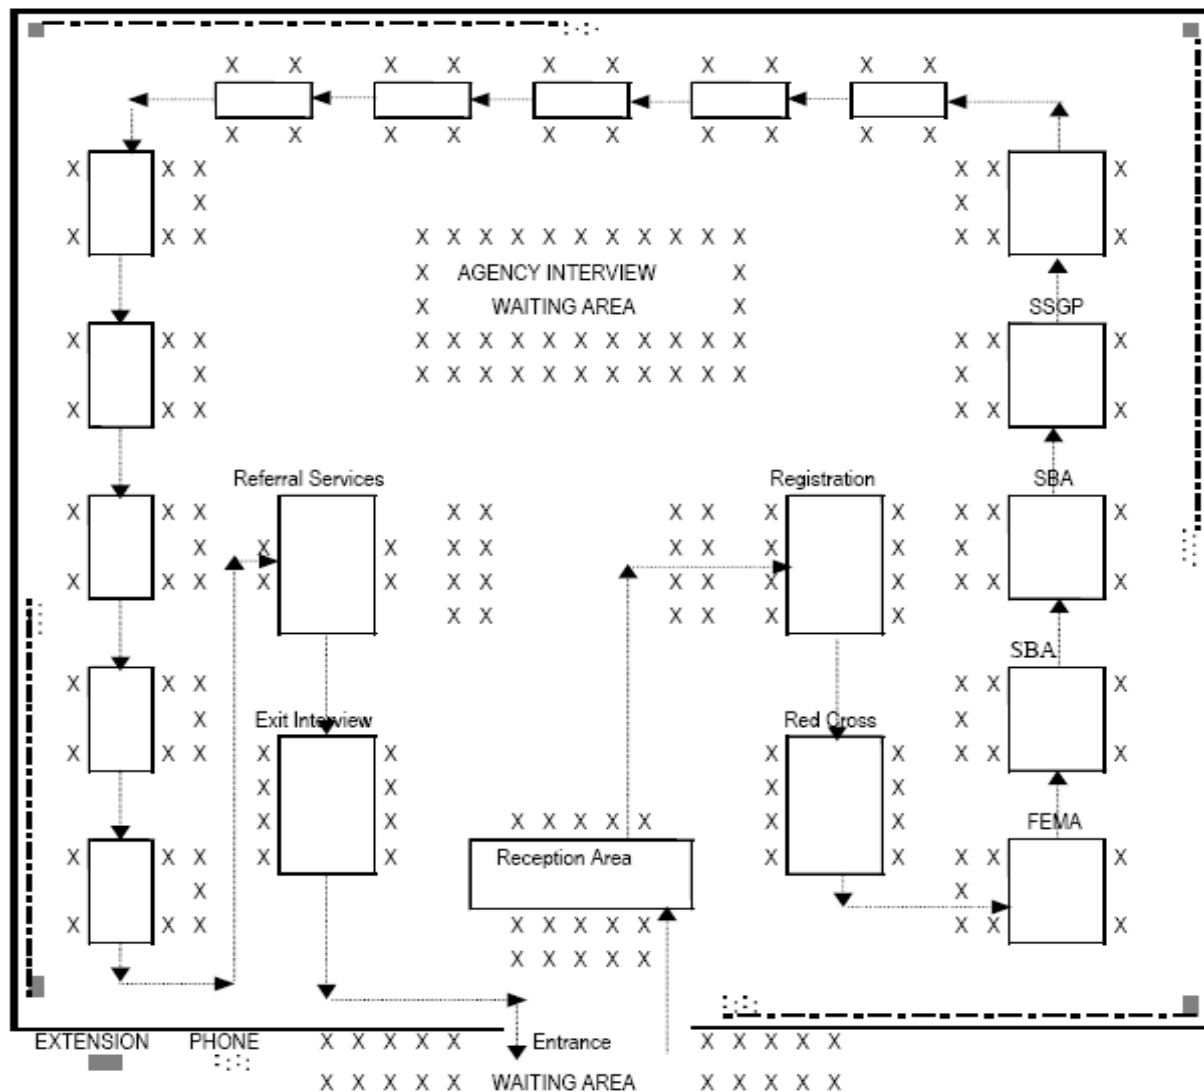 X X X X X X X X X X
X X X X X X X X X X
X X X X X X
X X
X X X X X X X X X X X X X X X X X
X AGENCY INTERVIEW X
X WAITING AREA X SSGP
X X X X X X X X X X X X X X X X X
X X X X X X X X X X X X X
X X X X X X
Referral Services Registration SBA
X X X X X X X X X X X X
X X X X X X X X X X
X X X X X X X X X X X X X X
X X X X X X
SBA
X X X X X X
X Exit Interview Red Cross X
X X X X X X X X X X
X X X X
X X X X X X X X X FEMA
X X X X X Reception Area X X X X X
X X
X X X X X X X X X X X
X X X X X
EXTENSION PHONE X X X X X Entrance X X X X X
X X X X X WAITING AREA X X X X X